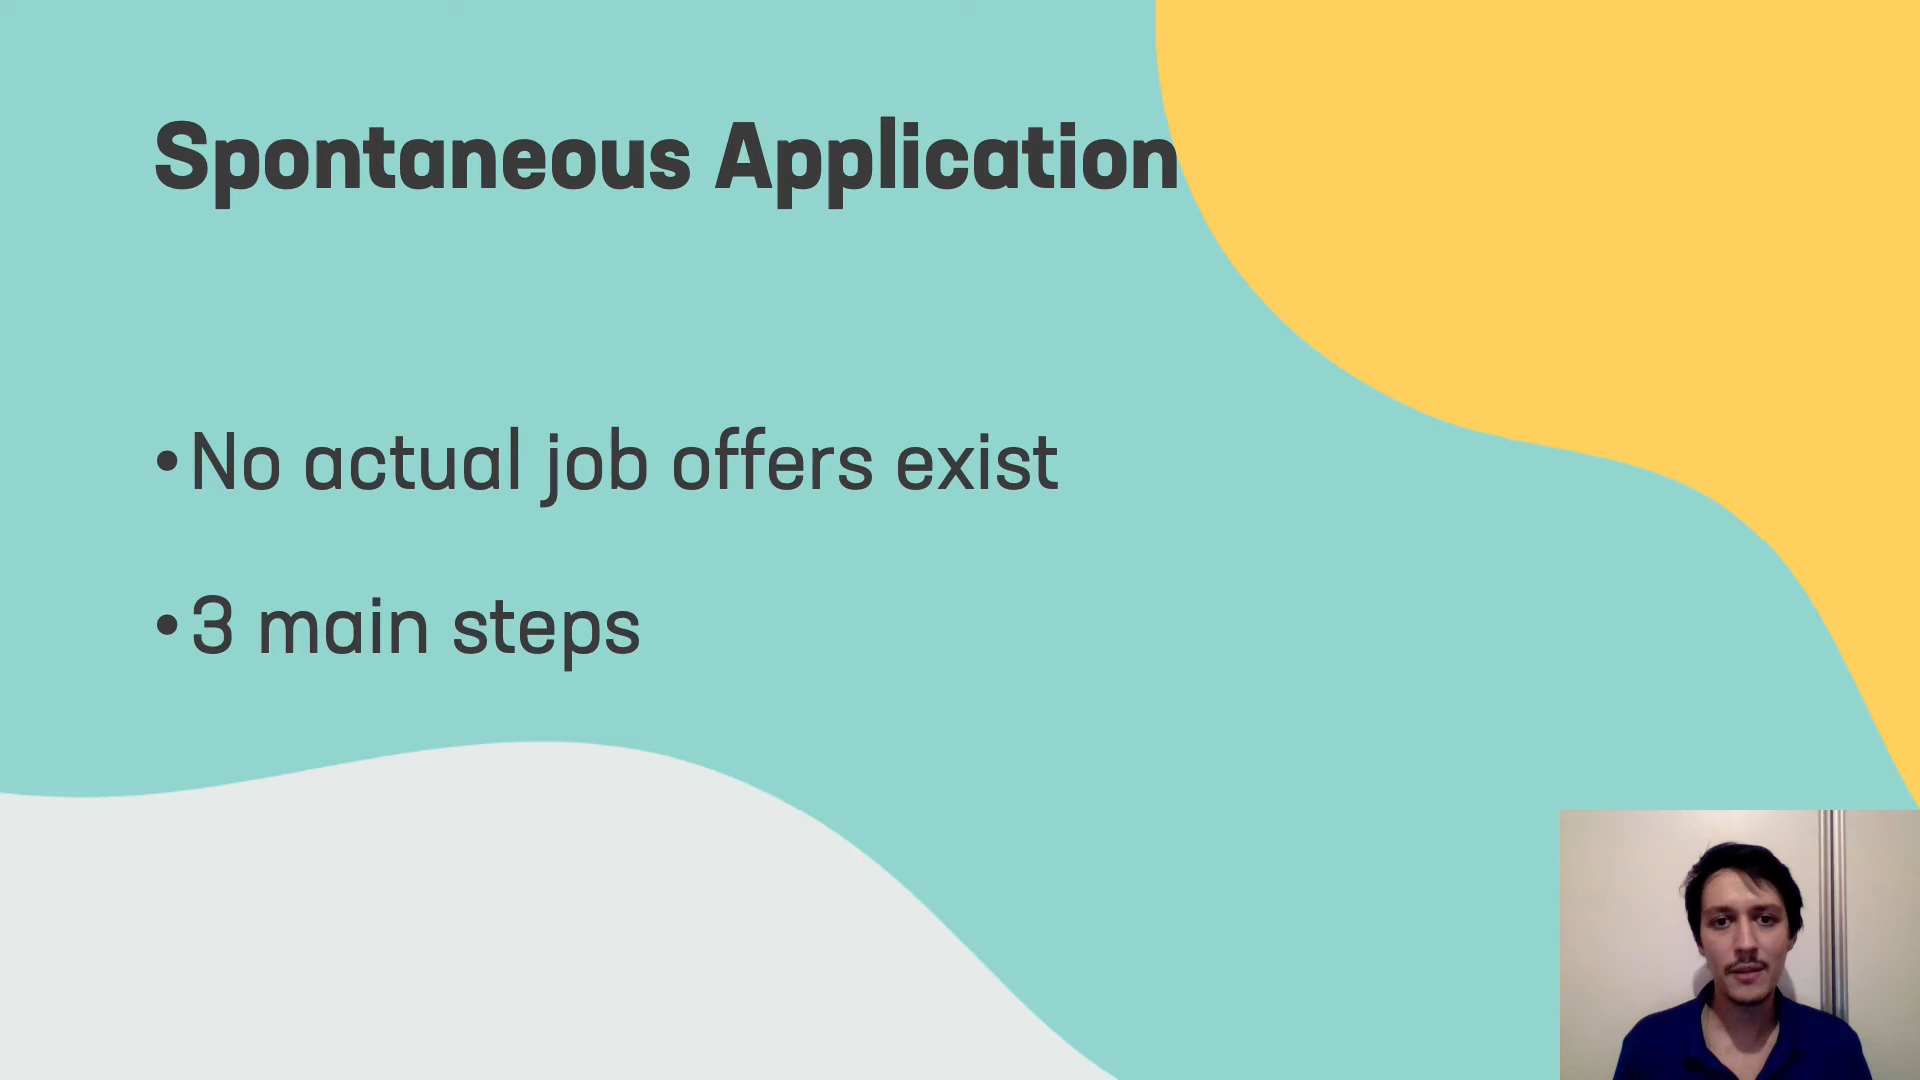 Spontaneous Application
•No actual job offers exist
•3 main steps